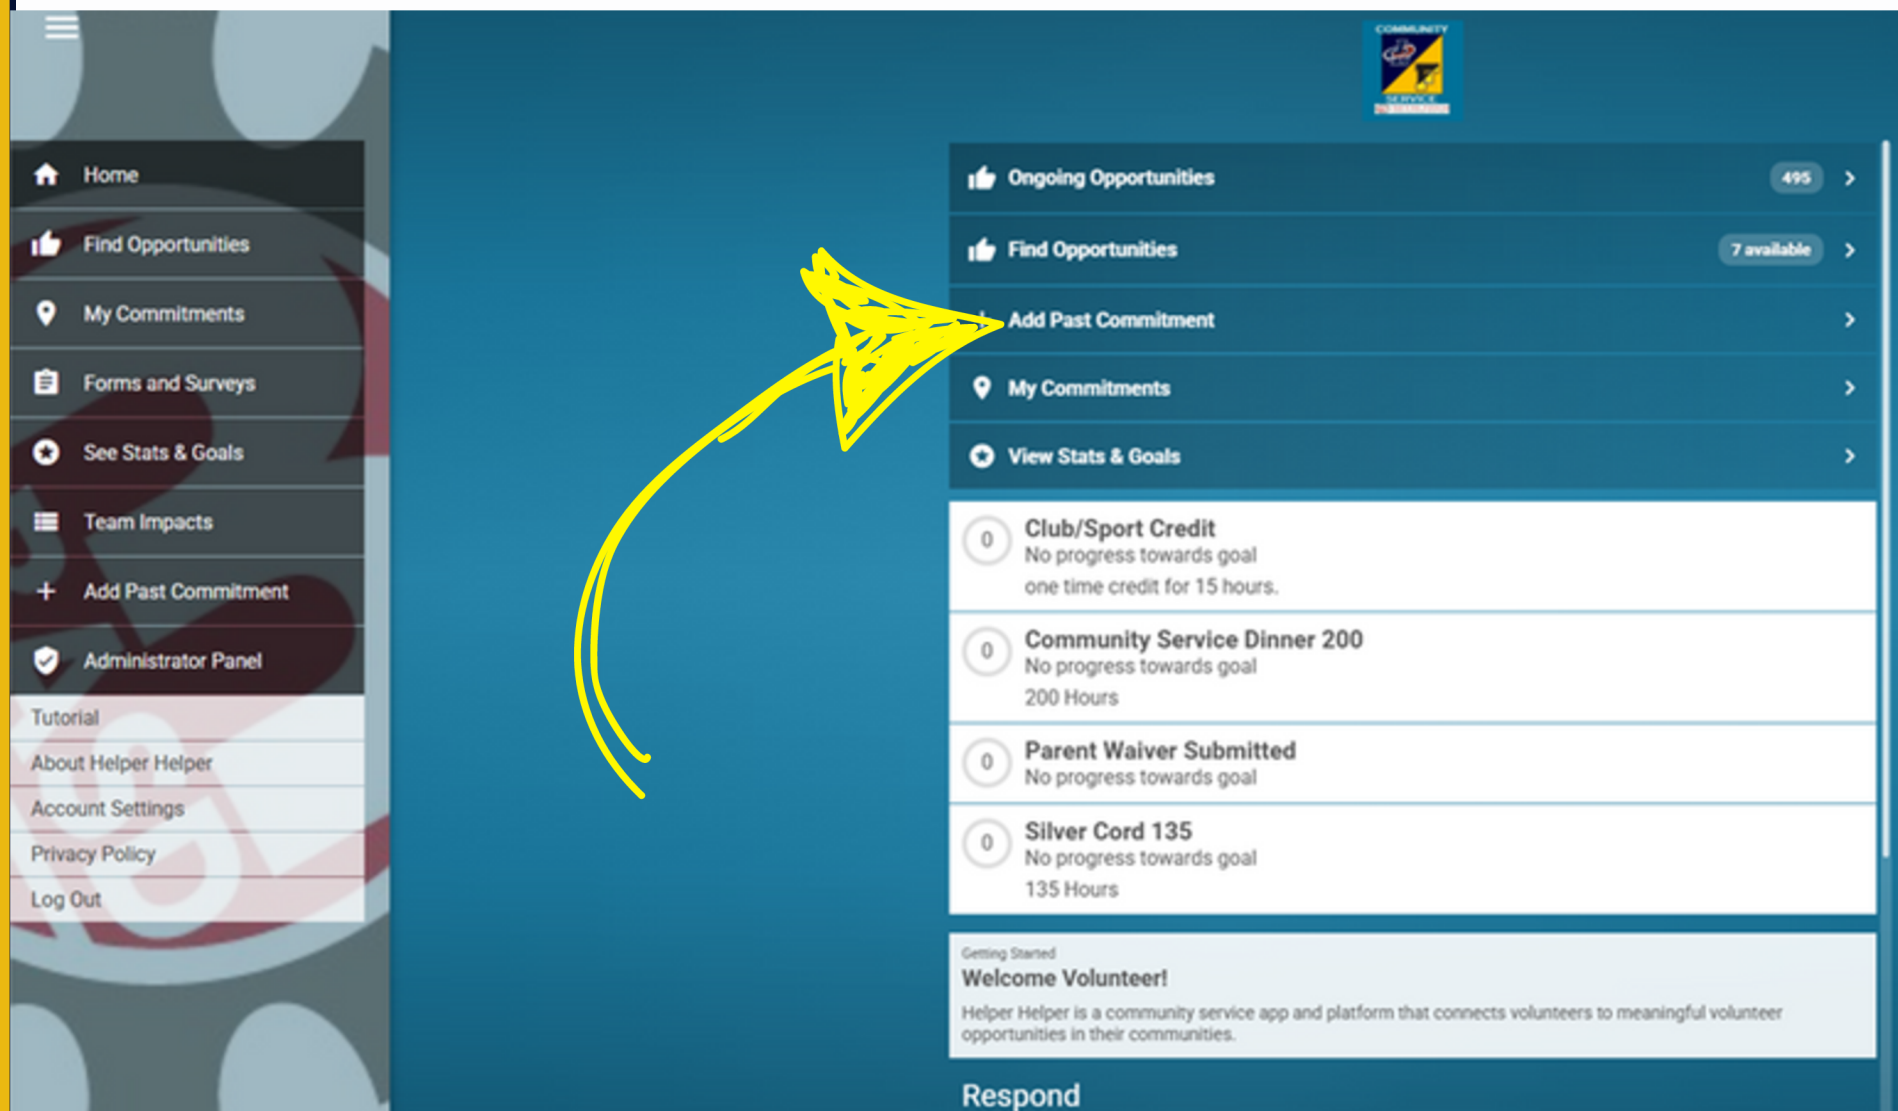 Home
Find Opportunities
My Commitments
Forms and Surveys
See Stats & Goals
Team Impacts
Add Past Commitment
Administrator Panel
Tutorial
About Helper Helper
Account Settings
Privacy Policy
Log Out
COMMUNITY
SERVICE
Ongoing Opportunities 495
Find Opportunities 7 available
Add Past Commitment
My Commitments
View Stats & Goals
0 Club/Sport Credit
No progress towards goal
one time credit for 15 hours.
0 Community Service Dinner 200
No progress towards goal
200 Hours
0 Parent Waiver Submitted
No progress towards goal
0 Silver Cord 135
No progress towards goal
135 Hours
Getting Started
Welcome Volunteer!
Helper Helper is a community service app and platform that connects volunteers to meaningful volunteer
opportunities in their communities.
Respond